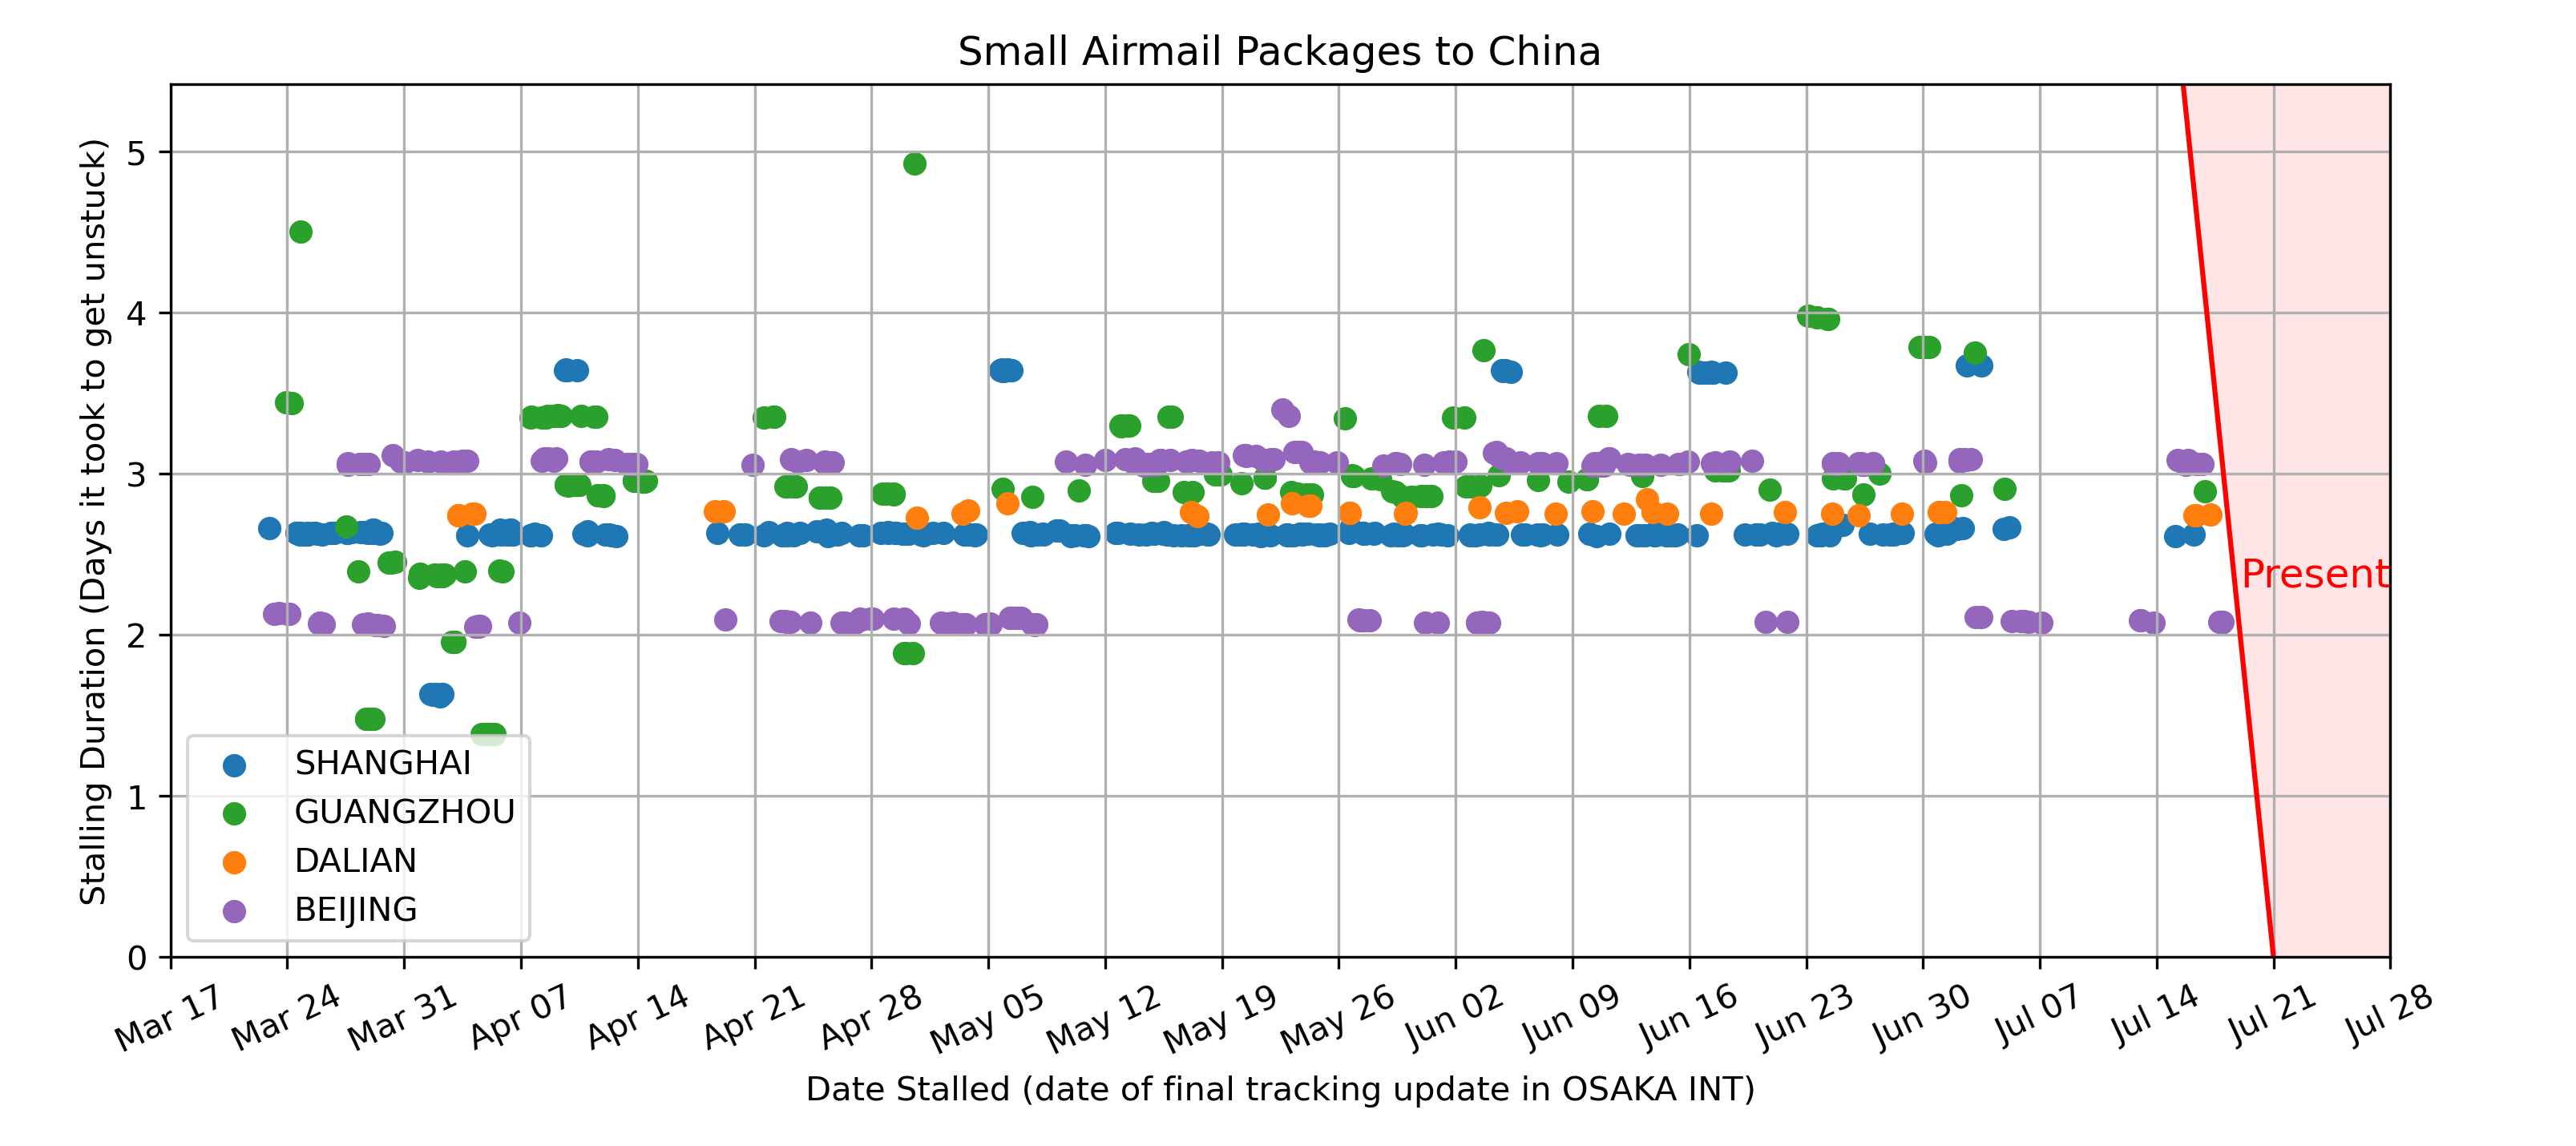 Small Airmail Packages to China
Stalling Duration (Days it took to get unstuck)
5
4
3
2
1
0
Present
SHANGHAI
GUANGZHOU
DALIAN
BEIJING
Mar 17 Mar 24 Mar 31 Apr 07 Apr 14 Apr 21 Apr 28 May 05 May 12 May 19 May 26 Jun 02 Jun 09 Jun 16 Jun 23 Jun 30 Jul 07 Jul 14 Jul 21 Jul 28
Date Stalled (date of final tracking update in OSAKA INT)